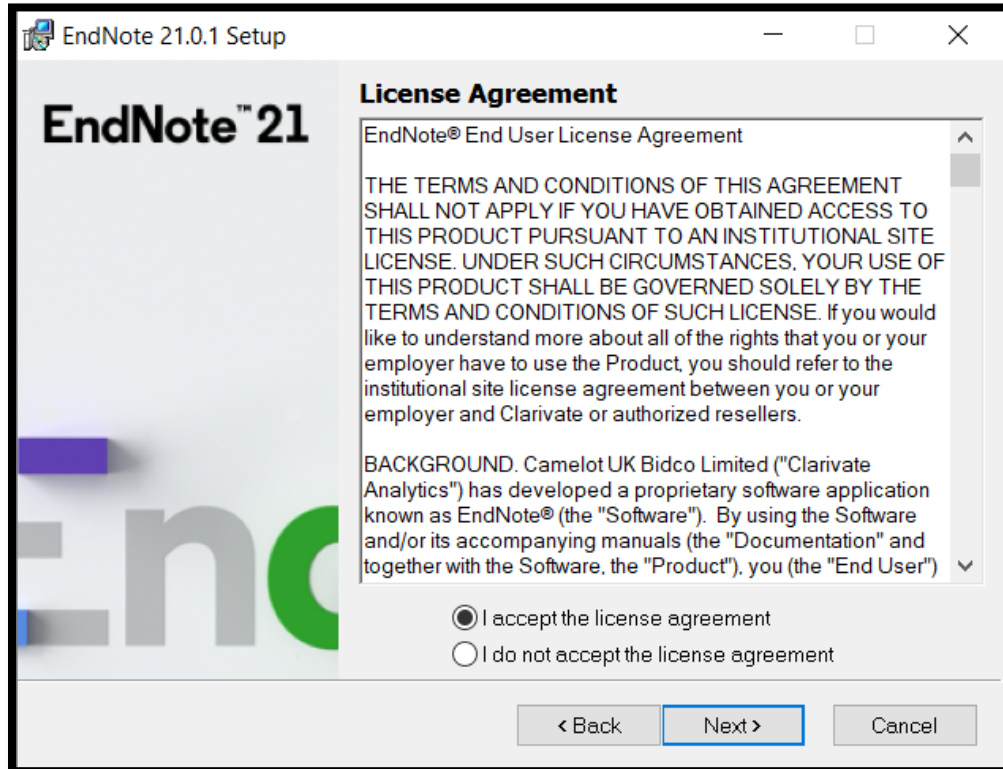 EndNote 21.0.1 Setup
EndNote™21
License Agreement
EndNote® End User License Agreement
THE TERMS AND CONDITIONS OF THIS AGREEMENT
SHALL NOT APPLY IF YOU HAVE OBTAINED ACCESS TO
THIS PRODUCT PURSUANT TO AN INSTITUTIONAL SITE
LICENSE. UNDER SUCH CIRCUMSTANCES, YOUR USE OF
THIS PRODUCT SHALL BE GOVERNED SOLELY BY THE
TERMS AND CONDITIONS OF SUCH LICENSE. If you would
like to understand more about all of the rights that you or your
employer have to use the Product, you should refer to the
institutional site license agreement between you or your
employer and Clarivate or authorized resellers.
BACKGROUND. Camelot UK Bidco Limited ("Clarivate
Analytics") has developed a proprietary software application
known as EndNote® (the "Software").  By using the Software
and/or its accompanying manuals (the "Documentation" and
together with the Software, the "Product"), you (the "End User")
I accept the license agreement
I do not accept the license agreement
< Back
Next >
Cancel